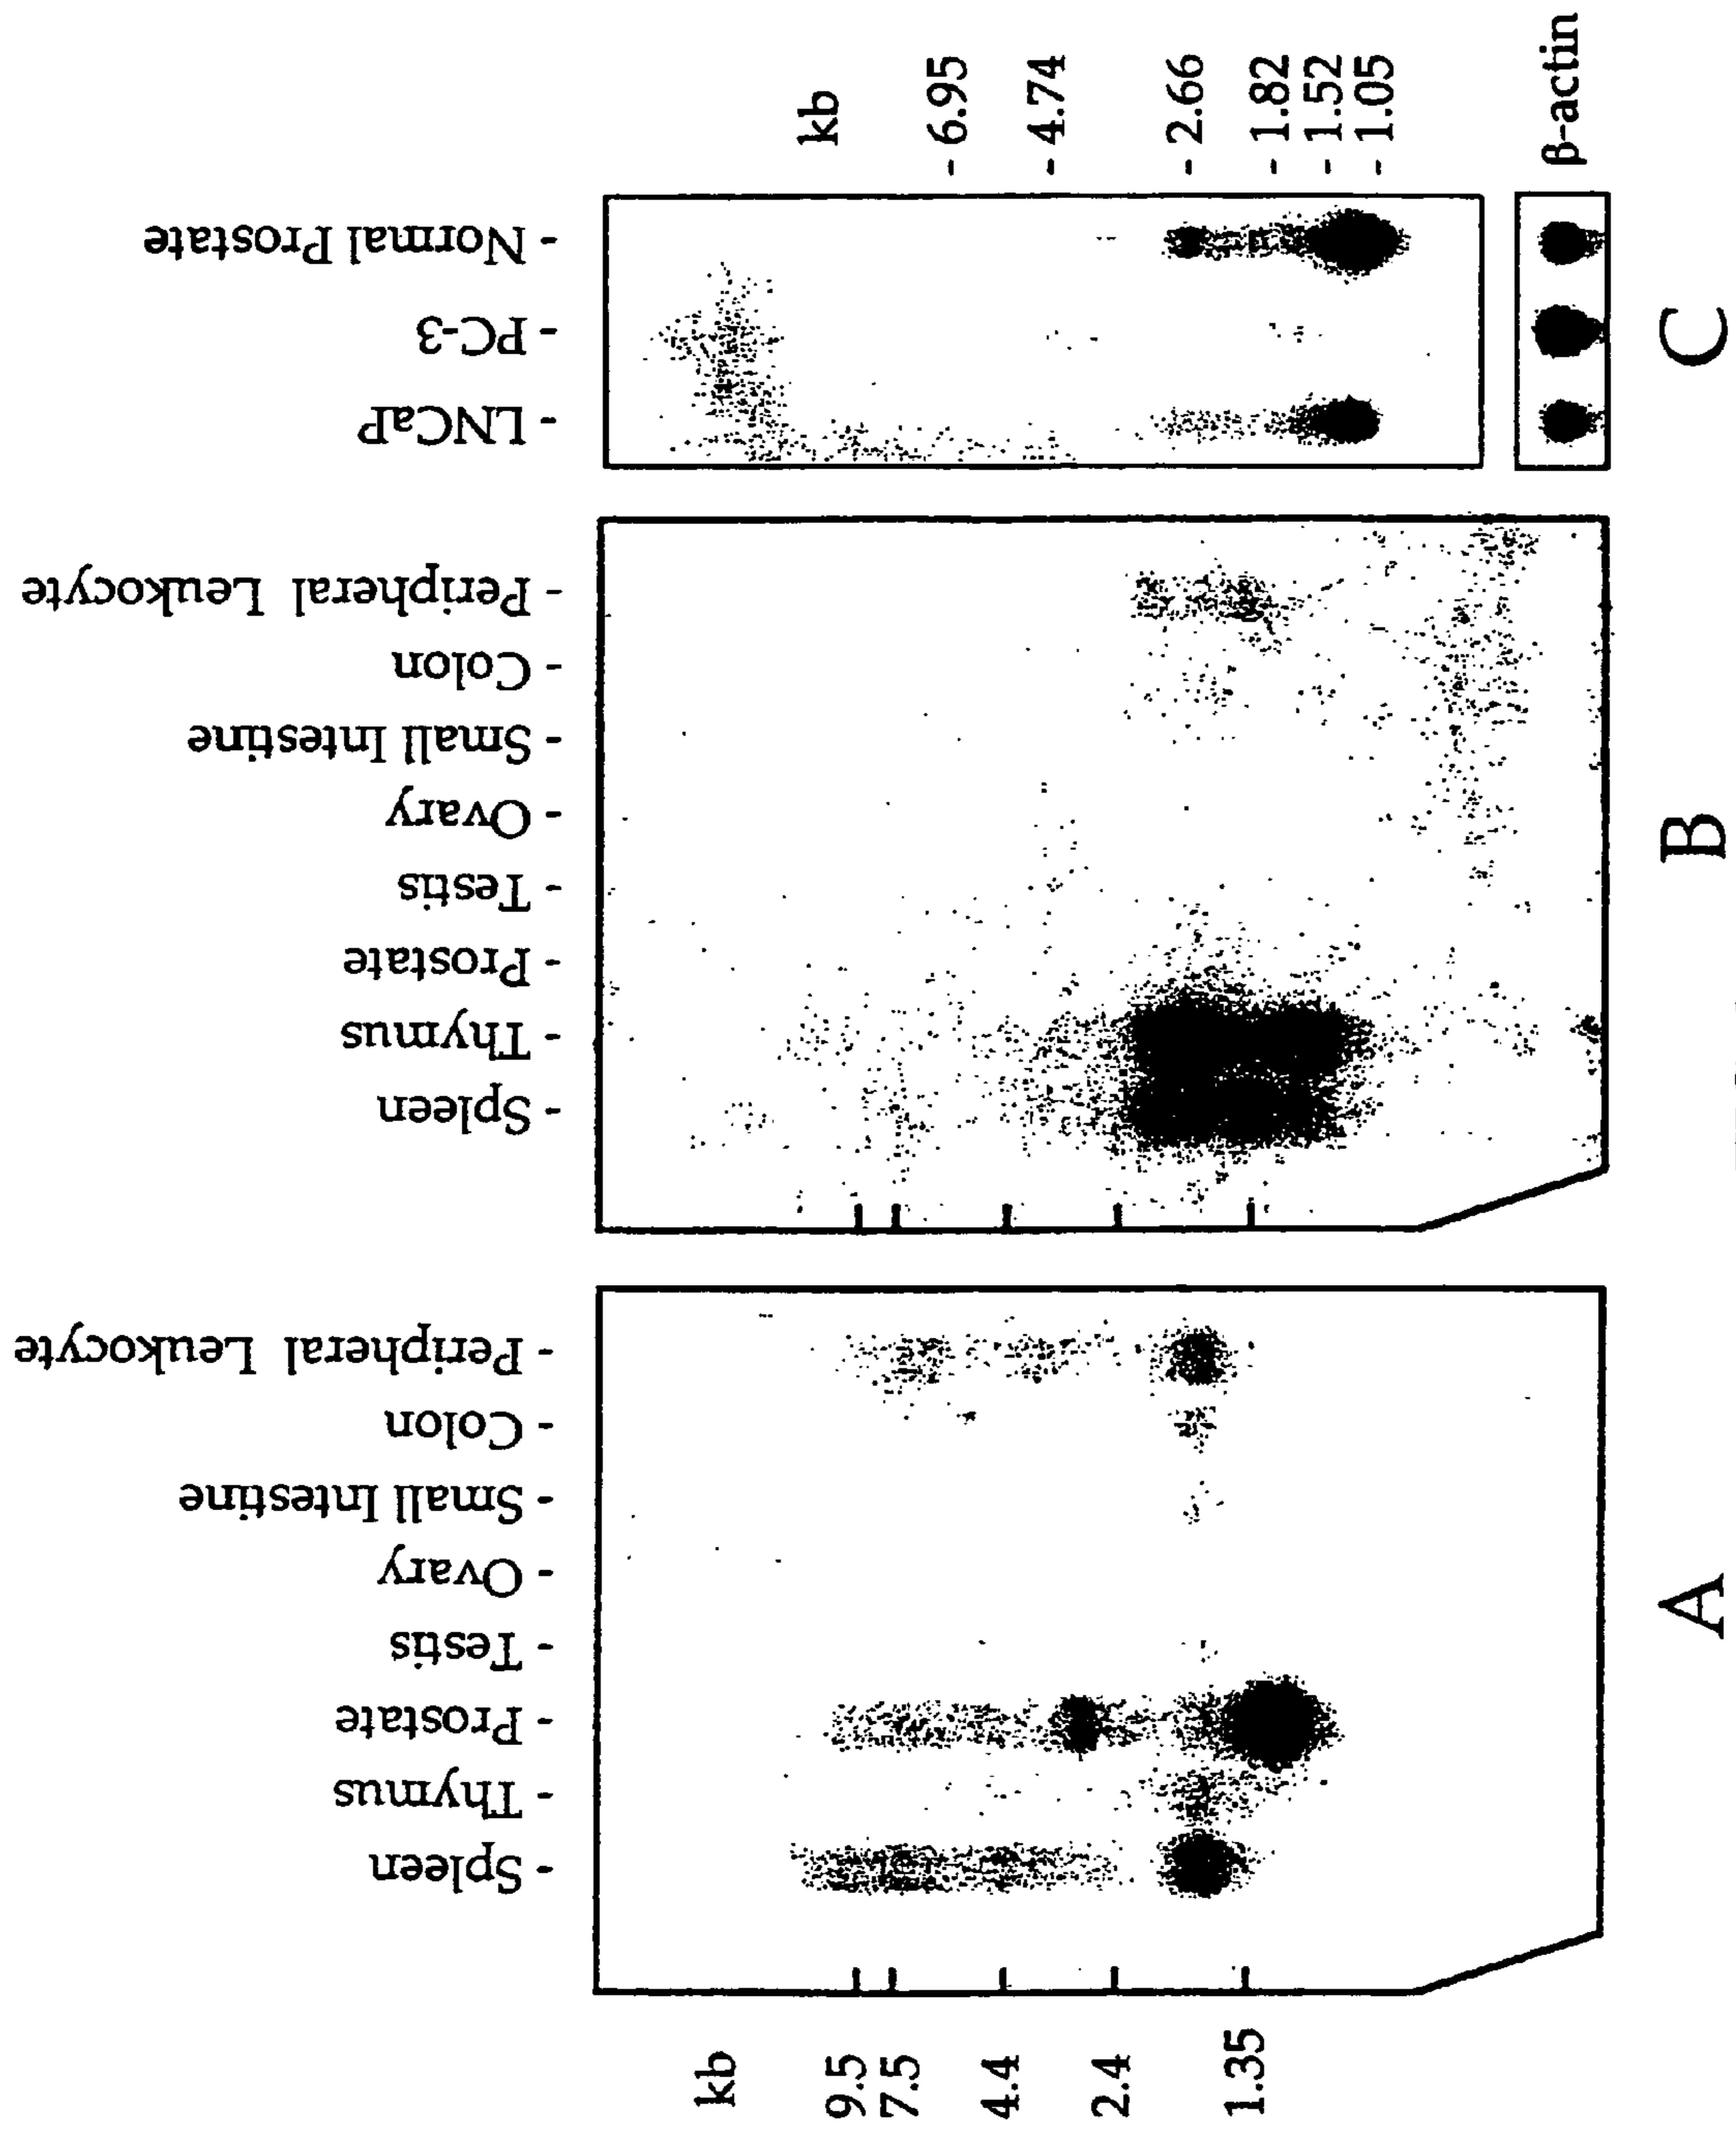 kb
9.5
7.5
4.4
2.4
1.35
- Spleen
- Thymus
- Prostate
- Testis
- Ovary
- Small Intestine
- Colon
- Peripheral Leukocyte
A
- Spleen
- Thymus
- Prostate
- Testis
- Ovary
- Small Intestine
- Colon
- Peripheral Leukocyte
B
- LNCaP
- PC-3
- Normal Prostate
kb
- 6.95
- 4.74
- 2.66
- 1.82
- 1.52
- 1.05
β-actin
C